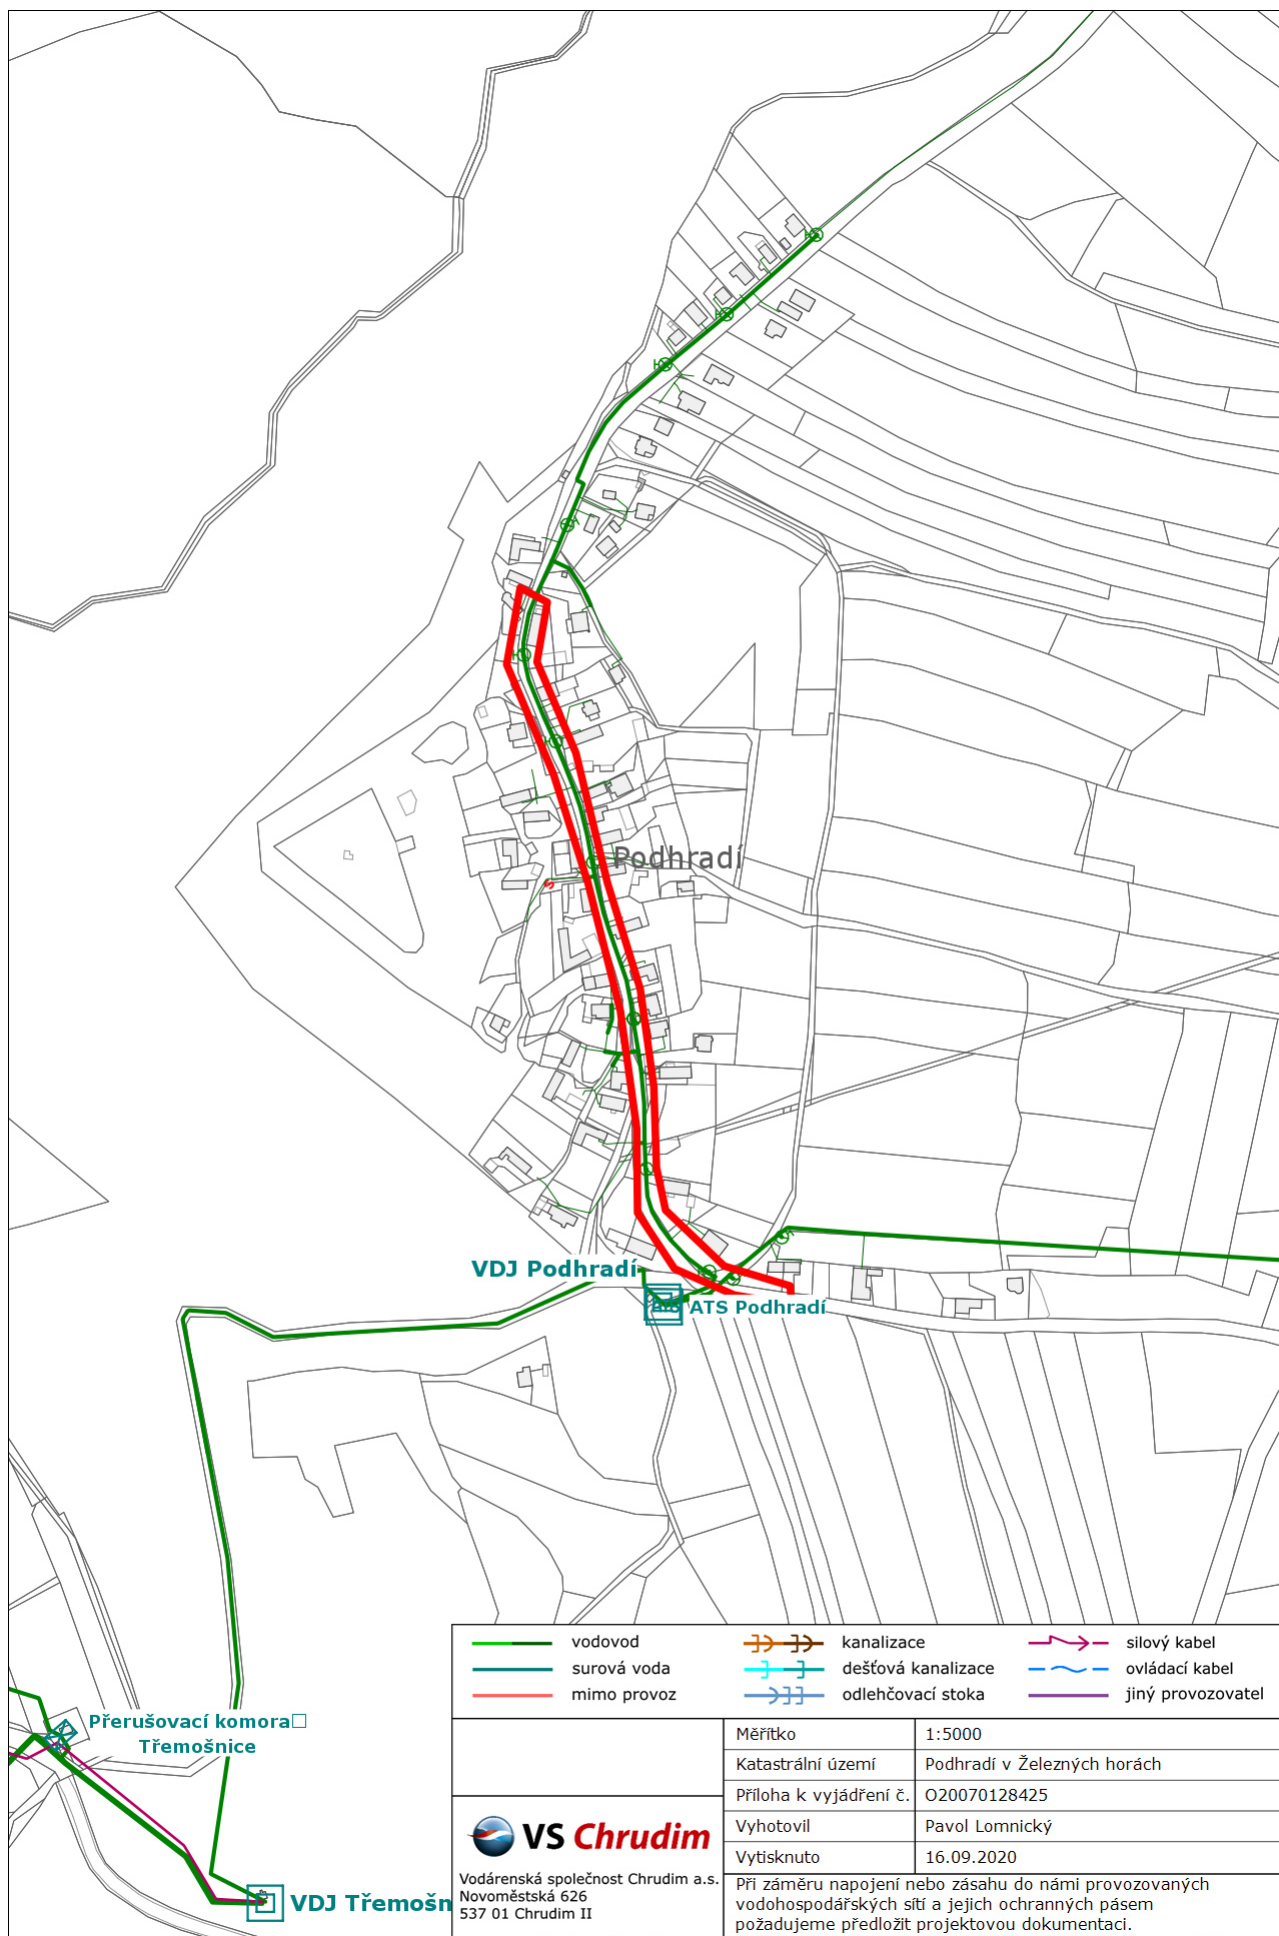 Podhradí
s
VDJ Podhradí
ATS Podhradí
Přerušovací komora□
Třemošnice
VDJ Třemošn
vodovod
surová voda
mimo provoz
kanalizace
dešťová kanalizace
odlehčovací stoka
silový kabel
ovládací kabel
jiný provozovatel
Měřítko 1:5000
Katastrální území Podhradí v Železných horách
Příloha k vyjádření č. O20070128425
Vyhotovil Pavol Lomnický
Vytisknuto 16.09.2020
VS Chrudim
Vodárenská společnost Chrudim a.s.
Novoměstská 626
537 01 Chrudim II
Při záměru napojení nebo zásahu do námi provozovaných
vodohospodářských sítí a jejich ochranných pásem
požadujeme předložit projektovou dokumentaci.